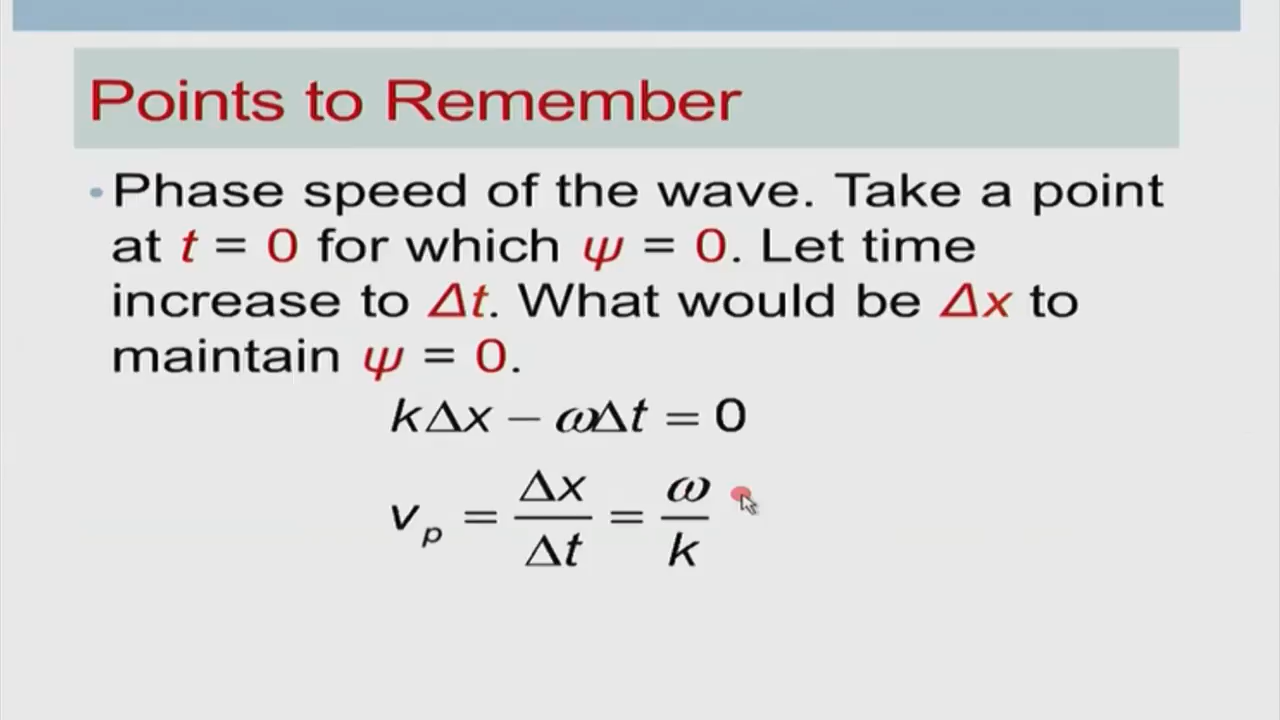 Points to Remember
• Phase speed of the wave. Take a point
at t = 0 for which ψ = 0. Let time
increase to Δt. What would be Δx to
maintain ψ = 0.
kΔx − ωΔt = 0
v_p = Δx/Δt = ω/k